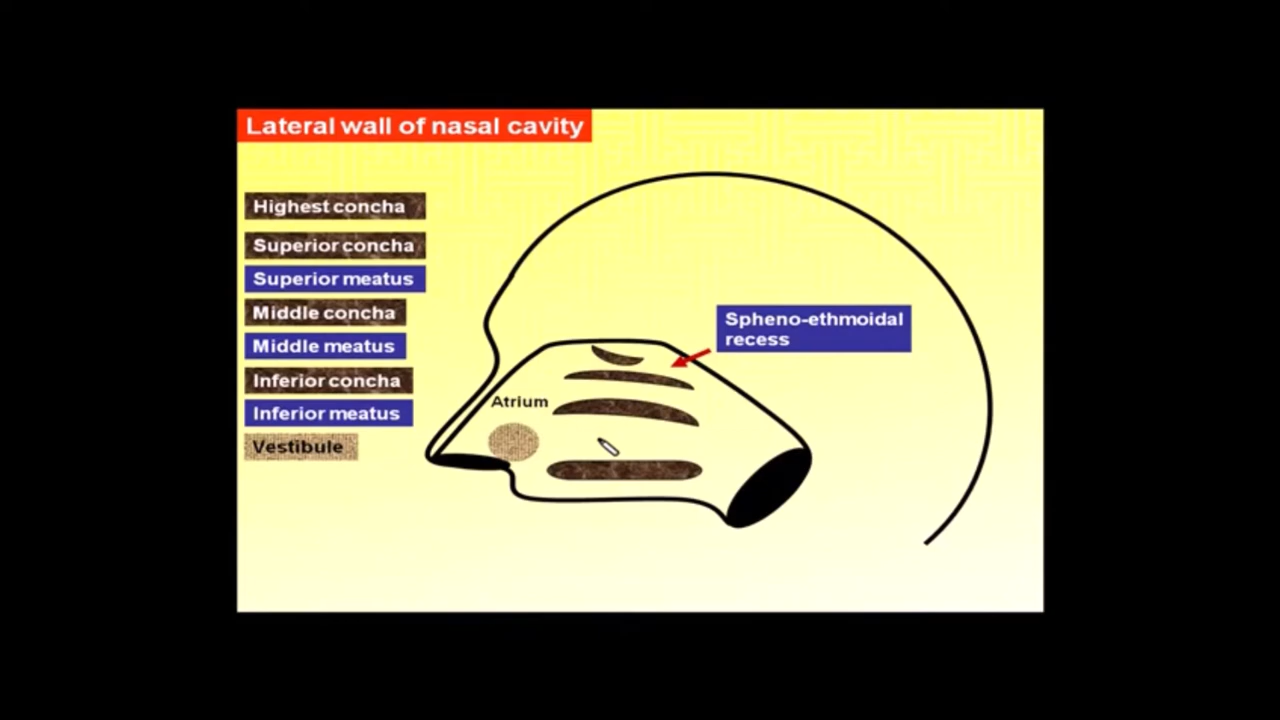 Lateral wall of nasal cavity
Highest concha
Superior concha
Superior meatus
Middle concha
Middle meatus
Inferior concha
Inferior meatus
Vestibule
Spheno-ethmoidal
recess
Atrium